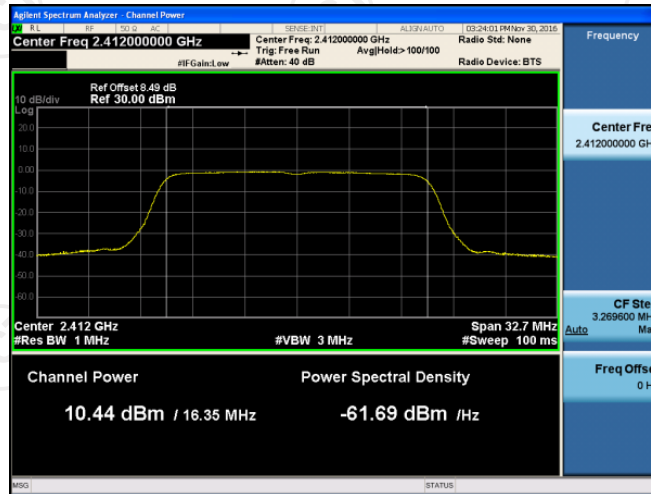 Agilent Spectrum Analyzer - Channel Power
RL RF 50 Ω AC SENSE:INT ALIGN AUTO 03:24:01 PM Nov 30, 2016
Center Freq 2.412000000 GHz
Center Freq: 2.412000000 GHz
Radio Std: None
Trig: Free Run Avg|Hold:> 100/100
#IFGain:Low #Atten: 40 dB Radio Device: BTS
Ref Offset 8.49 dB
10 dB/div Ref 30.00 dBm
Log
20.0
10.0
0.00
-10.0
-20.0
-30.0
-40.0
-50.0
-60.0
Center 2.412 GHz Span 32.7 MHz
#Res BW 1 MHz #VBW 3 MHz #Sweep 100 ms
Channel Power Power Spectral Density
10.44 dBm / 16.35 MHz -61.69 dBm /Hz
MSG STATUS
Frequency
Center Fre
2.412000000 GH
CF Ste
3.269600 MH
Auto Ma
Freq Offse
0 H